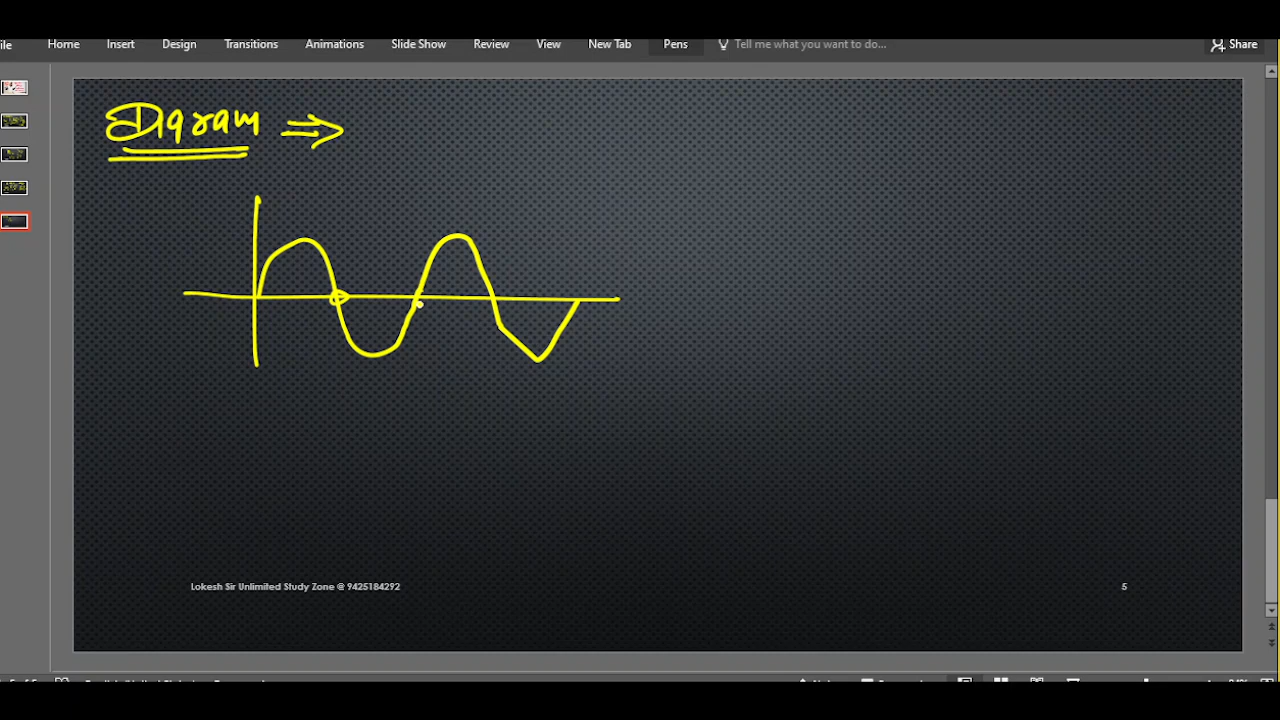 File Home Insert Design Transitions Animations Slide Show Review View New Tab Pens Tell me what you want to do... Share
Digram ⇒
Lokesh Sir Unlimited Study Zone @ 9425184292 5